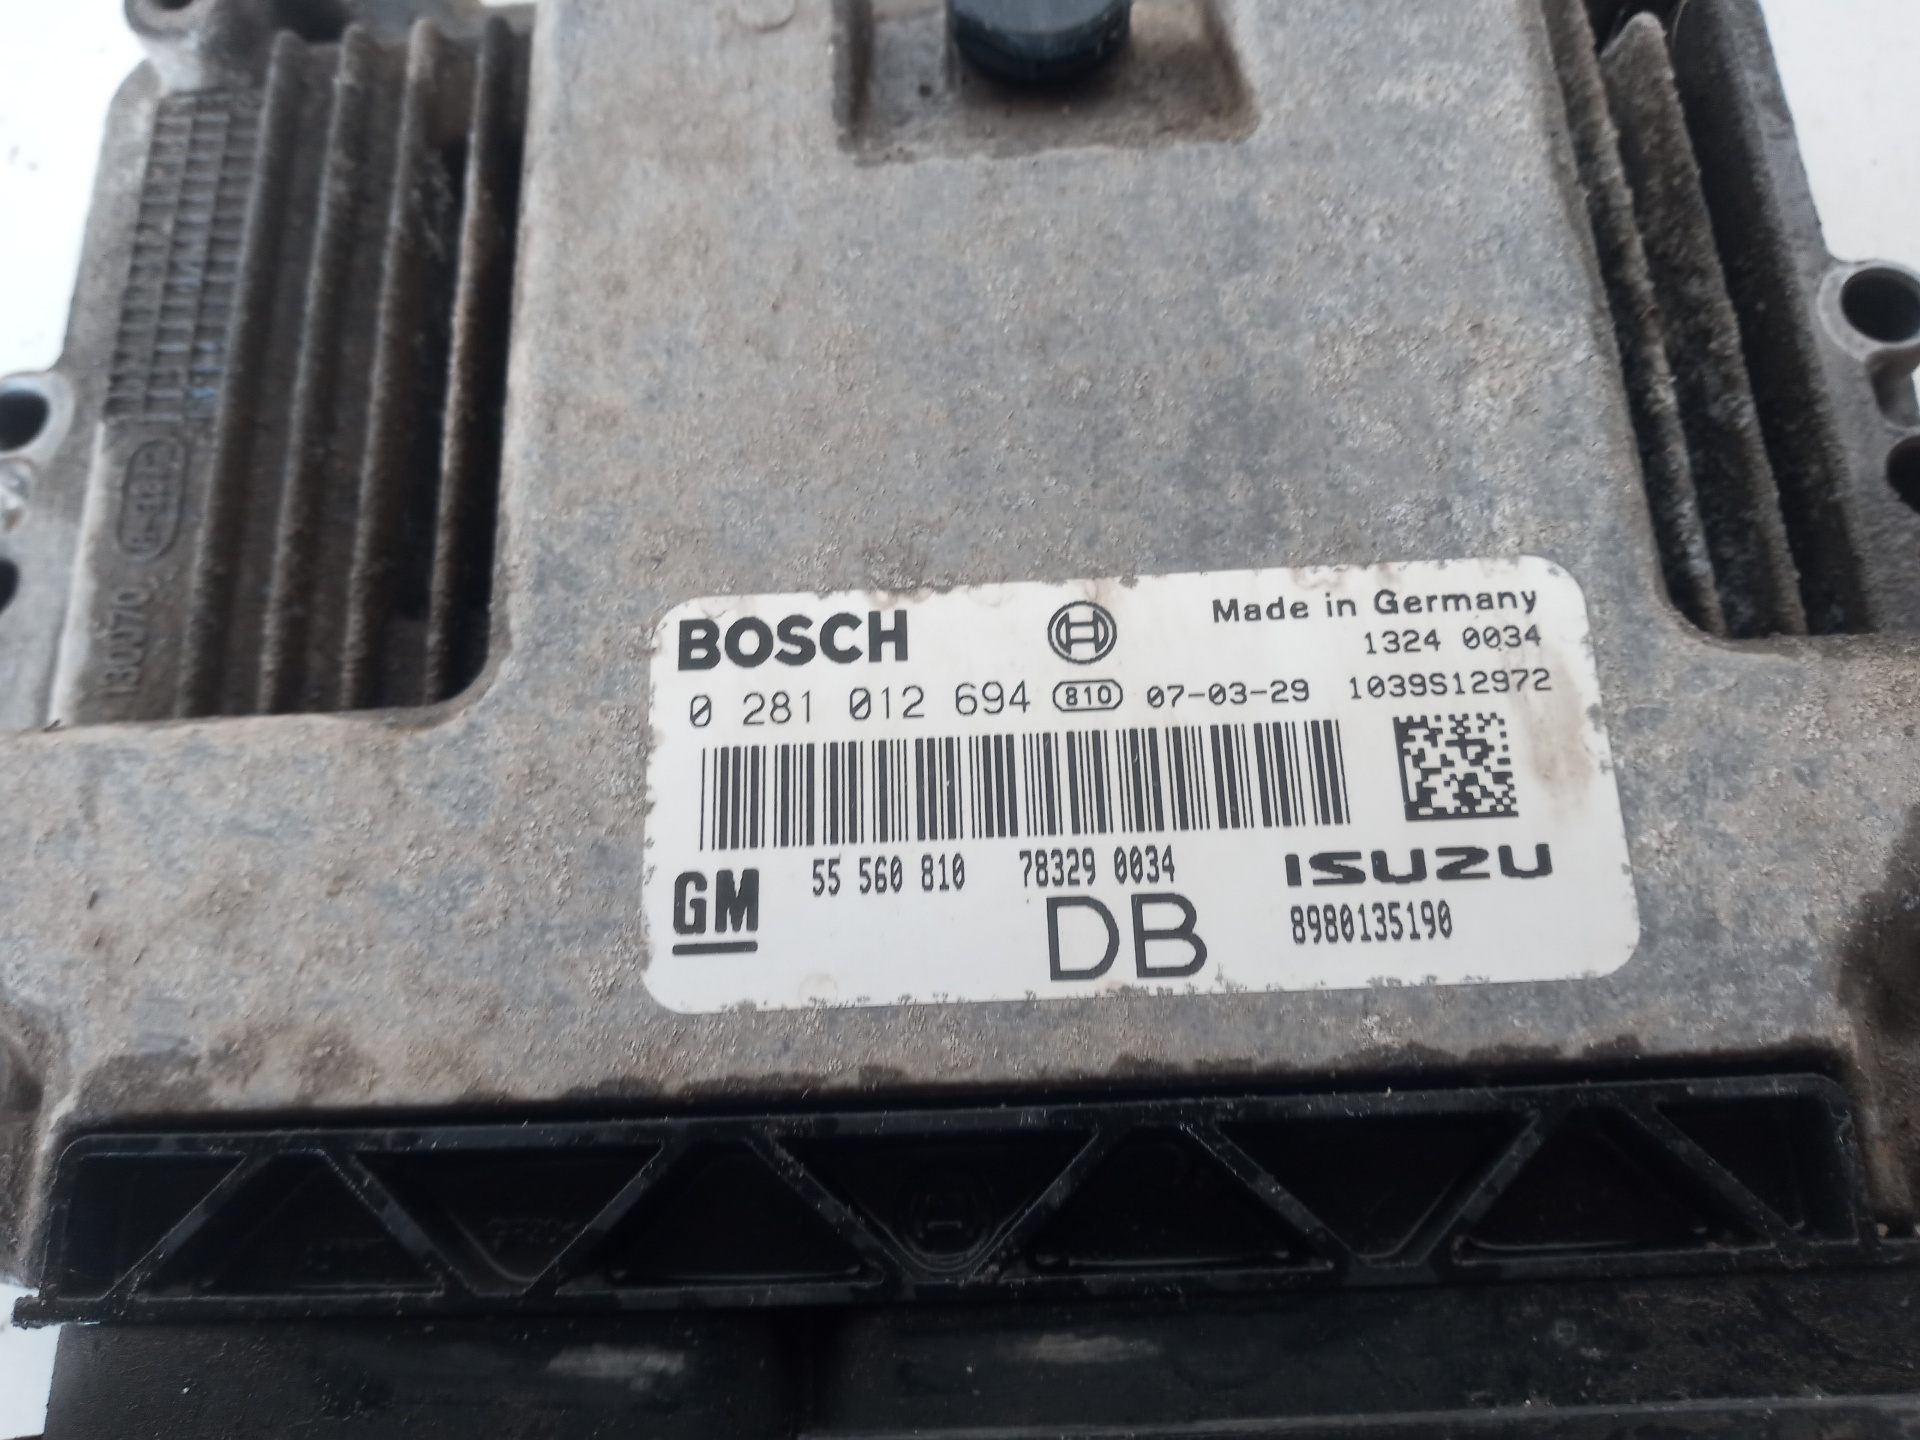 BOSCH
Made in Germany
1324 0034
0 281 012 694 810 07-03-29 1039S12972
55 560 810 78329 0034
GM
DB
ISUZU
8980135190
130070